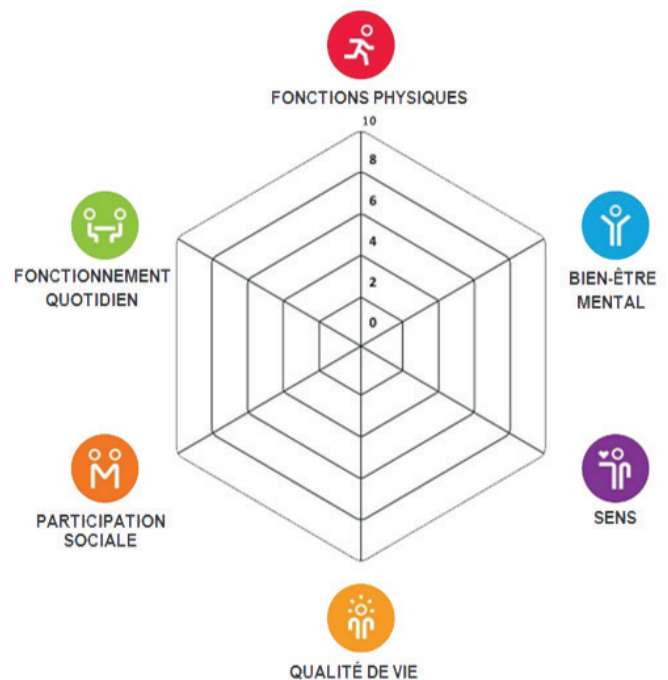 FONCTIONS PHYSIQUES
10
8
6
4
2
0
FONCTIONNEMENT
QUOTIDIEN
BIEN-ÊTRE
MENTAL
PARTICIPATION
SOCIALE
SENS
QUALITÉ DE VIE